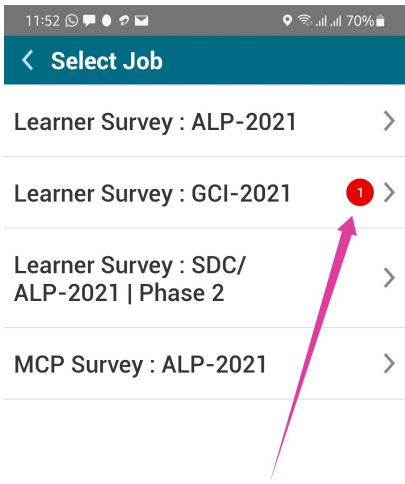 11:52 70%
Select Job
Learner Survey : ALP-2021
Learner Survey : GCI-2021 1
Learner Survey : SDC/
ALP-2021 | Phase 2
MCP Survey : ALP-2021